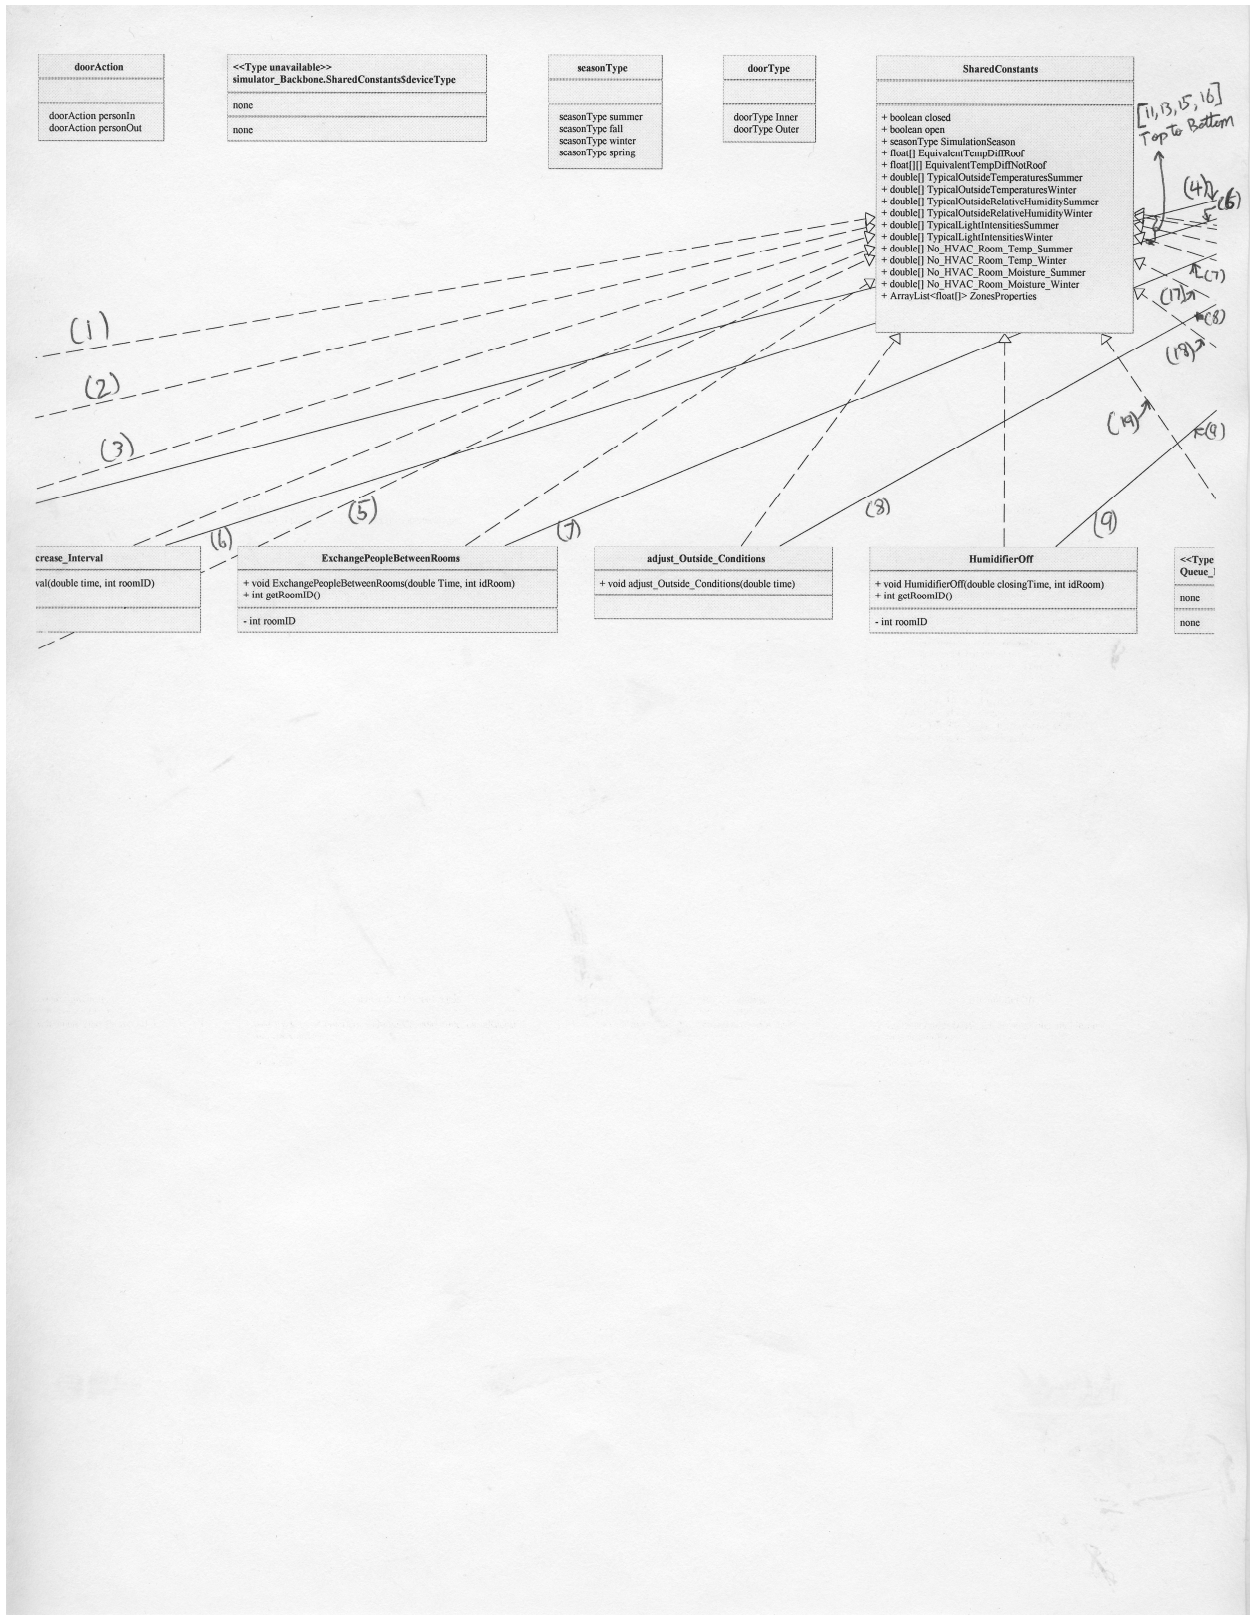 doorAction
doorAction personIn
doorAction personOut
<<Type unavailable>>
simulator_Backbone.SharedConstants$deviceType
none
none
seasonType
seasonType summer
seasonType fall
seasonType winter
seasonType spring
doorType
doorType Inner
doorType Outer
SharedConstants
+ boolean closed
+ boolean open
+ seasonType SimulationSeason
+ float[] EquivalentTempDiffRoof
+ float[][] EquivalentTempDiffNotRoof
+ double[] TypicalOutsideTemperaturesSummer
+ double[] TypicalOutsideTemperaturesWinter
+ double[] TypicalOutsideRelativeHumiditySummer
+ double[] TypicalOutsideRelativeHumidityWinter
+ double[] TypicalLightIntensitiesSummer
+ double[] TypicalLightIntensitiesWinter
+ double[] No_HVAC_Room_Temp_Summer
+ double[] No_HVAC_Room_Temp_Winter
+ double[] No_HVAC_Room_Moisture_Summer
+ double[] No_HVAC_Room_Moisture_Winter
+ ArrayList<float[]> ZonesProperties
[11,13,15,16]
Top to Bottom
(4)
(6)
(7)
(17)
(8)
(18)
(19)
(9)
(1)
(2)
(3)
(5)
(6)
(7)
(8)
(9)
crease_Interval
val(double time, int roomID)
ExchangePeopleBetweenRooms
+ void ExchangePeopleBetweenRooms(double Time, int idRoom)
+ int getRoomID()
- int roomID
adjust_Outside_Conditions
+ void adjust_Outside_Conditions(double time)
HumidifierOff
+ void HumidifierOff(double closingTime, int idRoom)
+ int getRoomID()
- int roomID
<<Type
Queue_
none
none